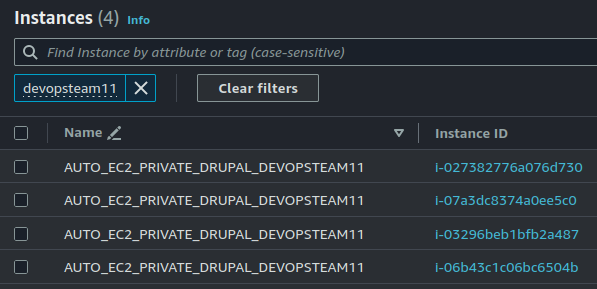 Instances (4) Info
Find Instance by attribute or tag (case-sensitive)
devopsteam11 Clear filters
Name Instance ID
AUTO_EC2_PRIVATE_DRUPAL_DEVOPSTEAM11 i-027382776a076d730
AUTO_EC2_PRIVATE_DRUPAL_DEVOPSTEAM11 i-07a3dc8374a0ee5c0
AUTO_EC2_PRIVATE_DRUPAL_DEVOPSTEAM11 i-03296beb1bfb2a487
AUTO_EC2_PRIVATE_DRUPAL_DEVOPSTEAM11 i-06b43c1c06bc6504b